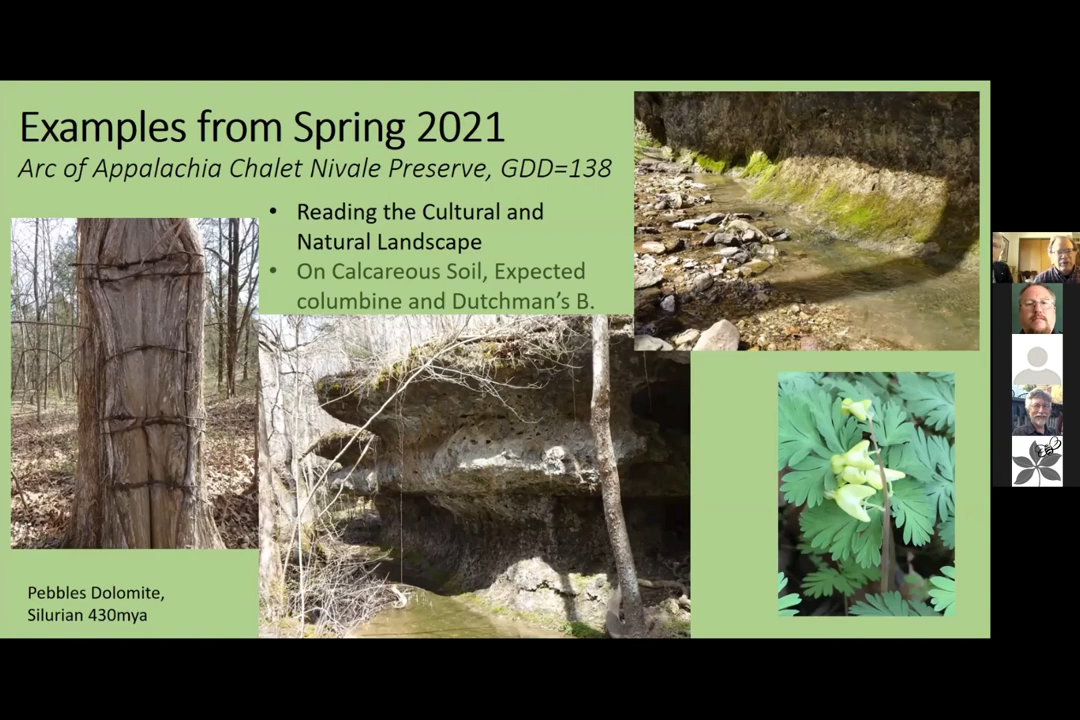 Examples from Spring 2021
Arc of Appalachia Chalet Nivale Preserve, GDD=138
• Reading the Cultural and
Natural Landscape
• On Calcareous Soil, Expected
columbine and Dutchman's B.
Pebbles Dolomite,
Silurian 430mya